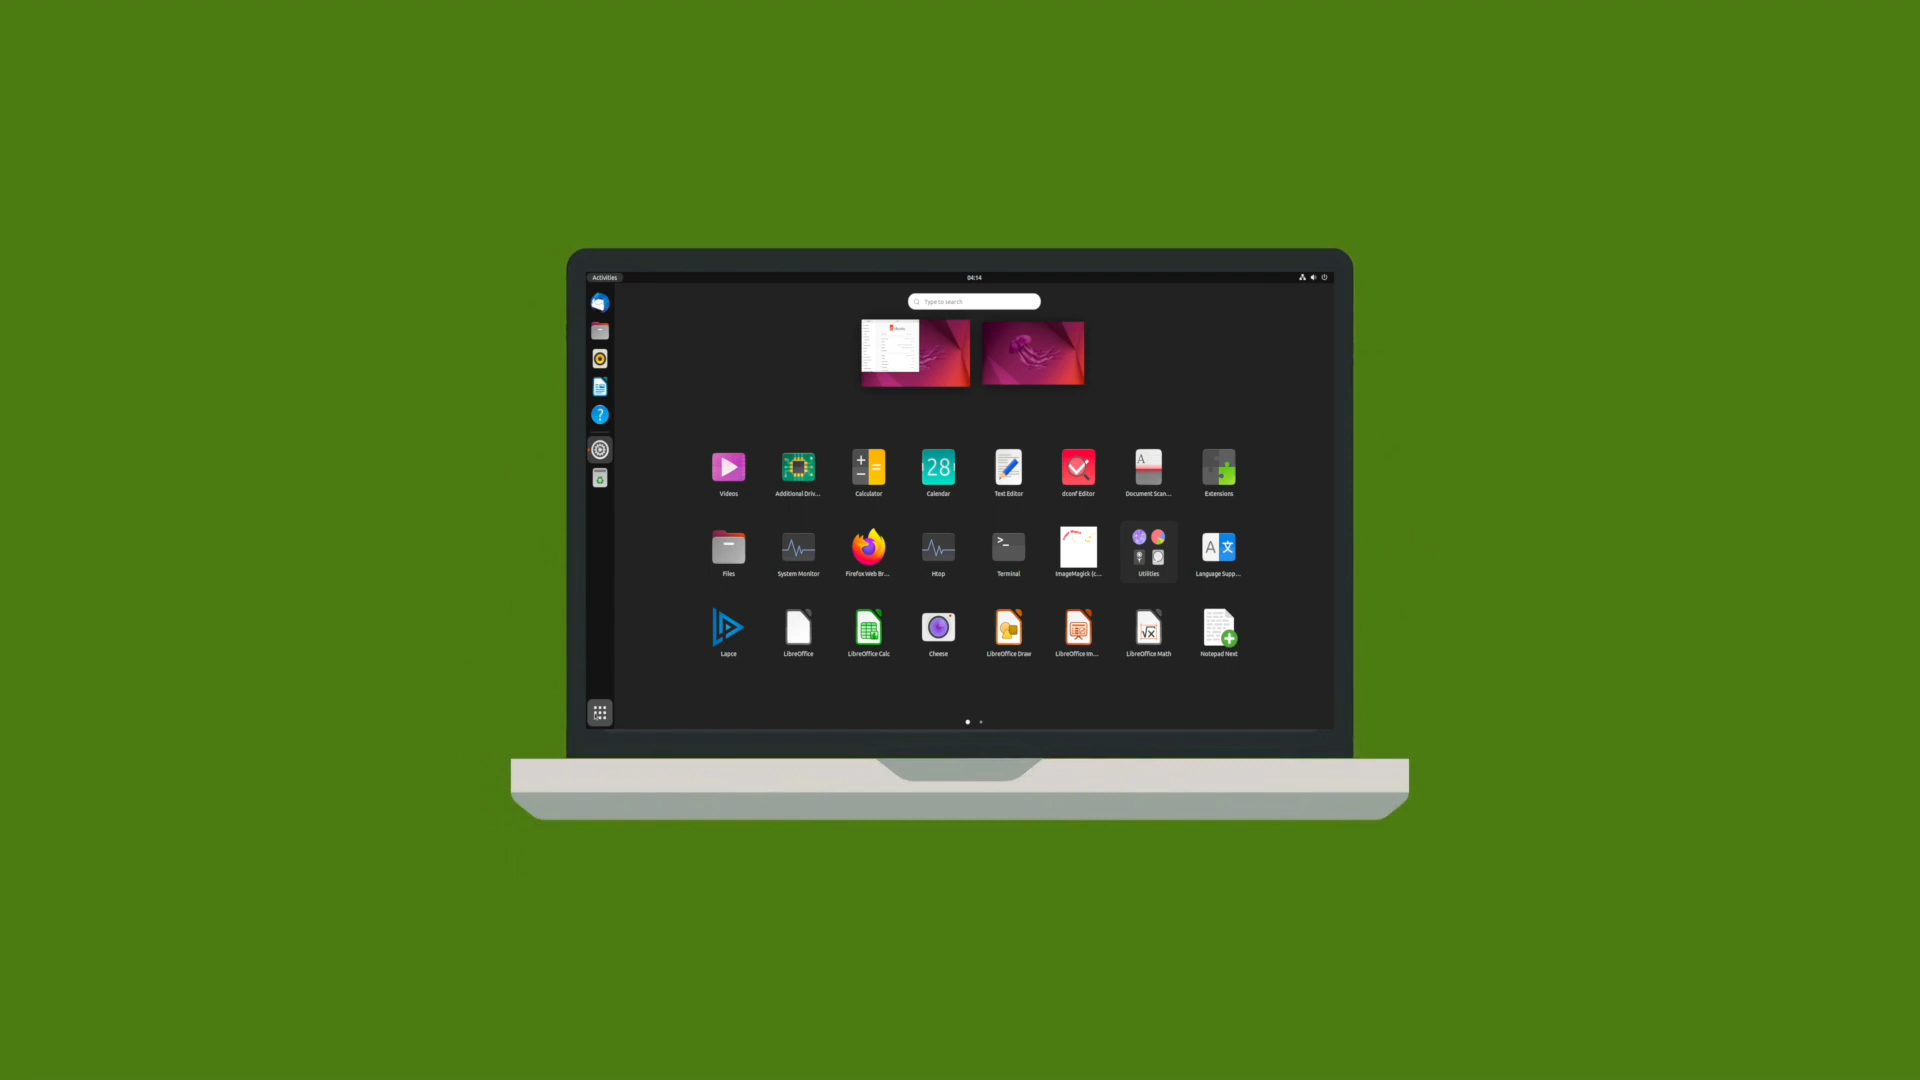 Activities
04:14
Type to search
Videos
Additional Driv...
Calculator
28
Calendar
Text Editor
dconf Editor
A
Document Scan...
Extensions
Files
System Monitor
Firefox Web Br...
Htop
>_
Terminal
ImageMagick (c...
Utilities
A 文
Language Supp...
Lapce
LibreOffice
LibreOffice Calc
Cheese
LibreOffice Draw
LibreOffice Im...
√x
LibreOffice Math
Notepad Next